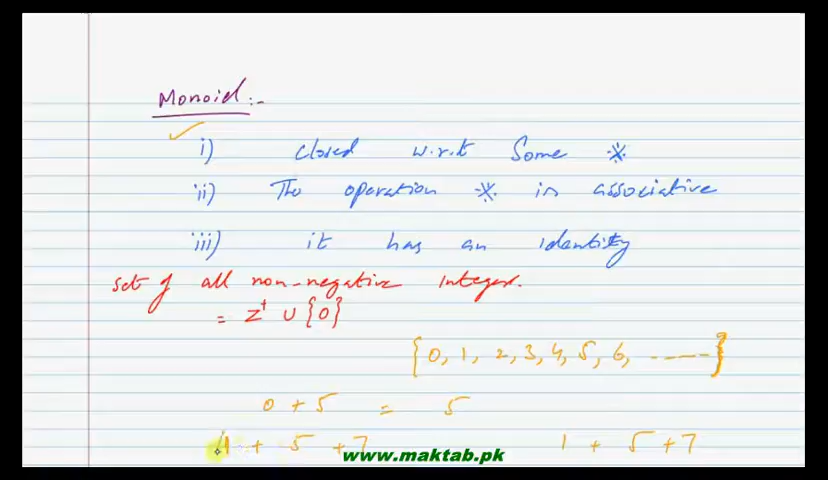 Monoid:-
i) closed w.r.t Some *
ii) The operation * is associative
iii) it has an identity
set of all non-negative integer.
= Z⁺ ∪ {0}
{0, 1, 2, 3, 4, 5, 6, ------}
0 + 5 = 5
1 + 5 + 7 1 + 5 + 7
www.maktab.pk